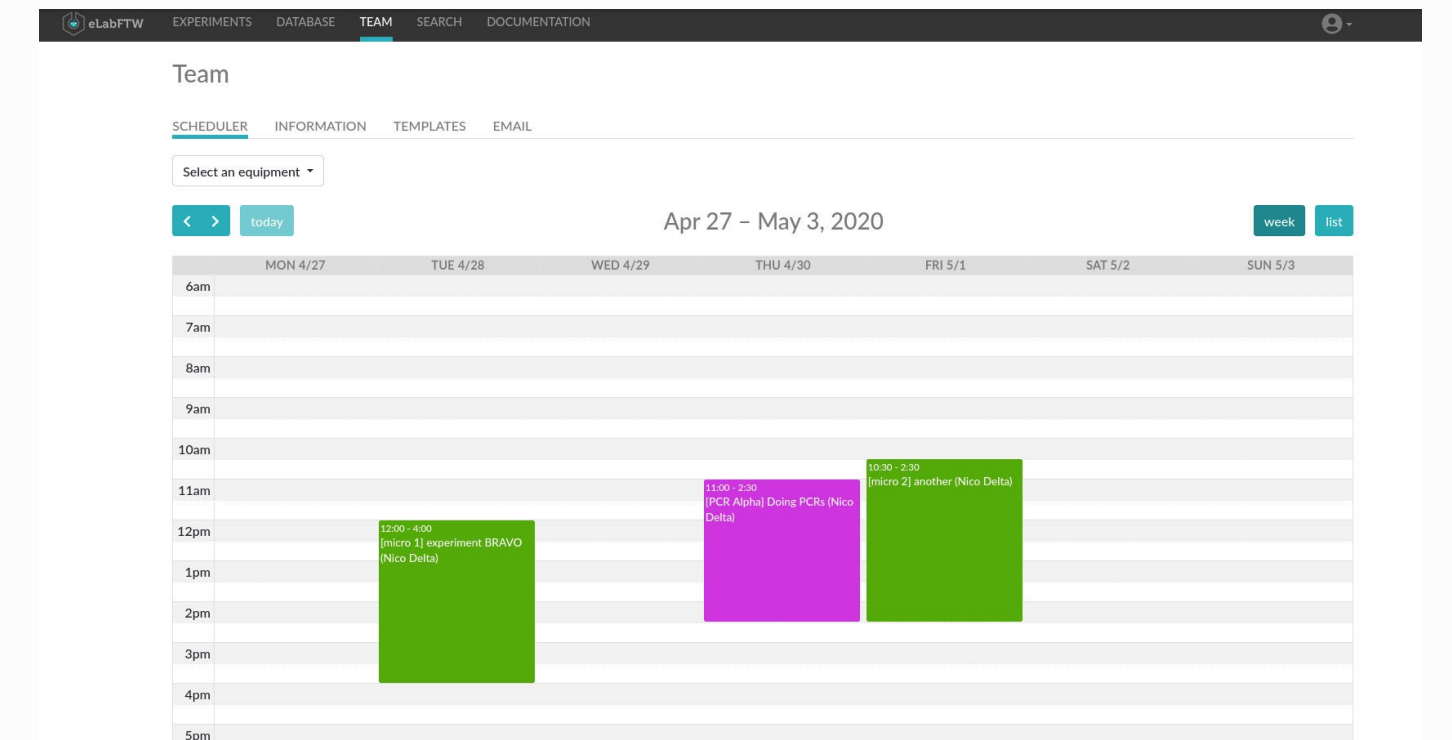 eLabFTW EXPERIMENTS DATABASE TEAM SEARCH DOCUMENTATION
Team
SCHEDULER INFORMATION TEMPLATES EMAIL
Select an equipment
today
Apr 27 – May 3, 2020
week list
MON 4/27 TUE 4/28 WED 4/29 THU 4/30 FRI 5/1 SAT 5/2 SUN 5/3
6am
7am
8am
9am
10am
10:30 - 2:30
[micro 2] another (Nico Delta)
11am
11:00 - 2:30
[PCR Alpha] Doing PCRs (Nico
Delta)
12pm
12:00 - 4:00
[micro 1] experiment BRAVO
(Nico Delta)
1pm
2pm
3pm
4pm
5pm